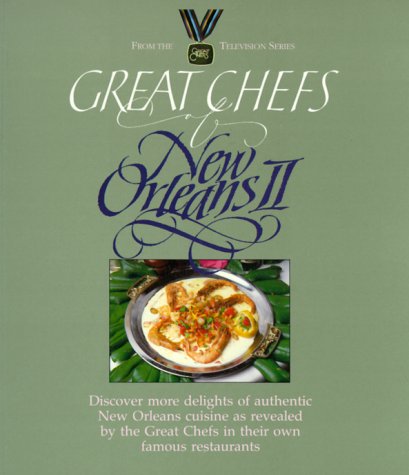 FROM THE TELEVISION SERIES
GREAT CHEFS
of
New
Orleans II
Discover more delights of authentic
New Orleans cuisine as revealed
by the Great Chefs in their own
famous restaurants